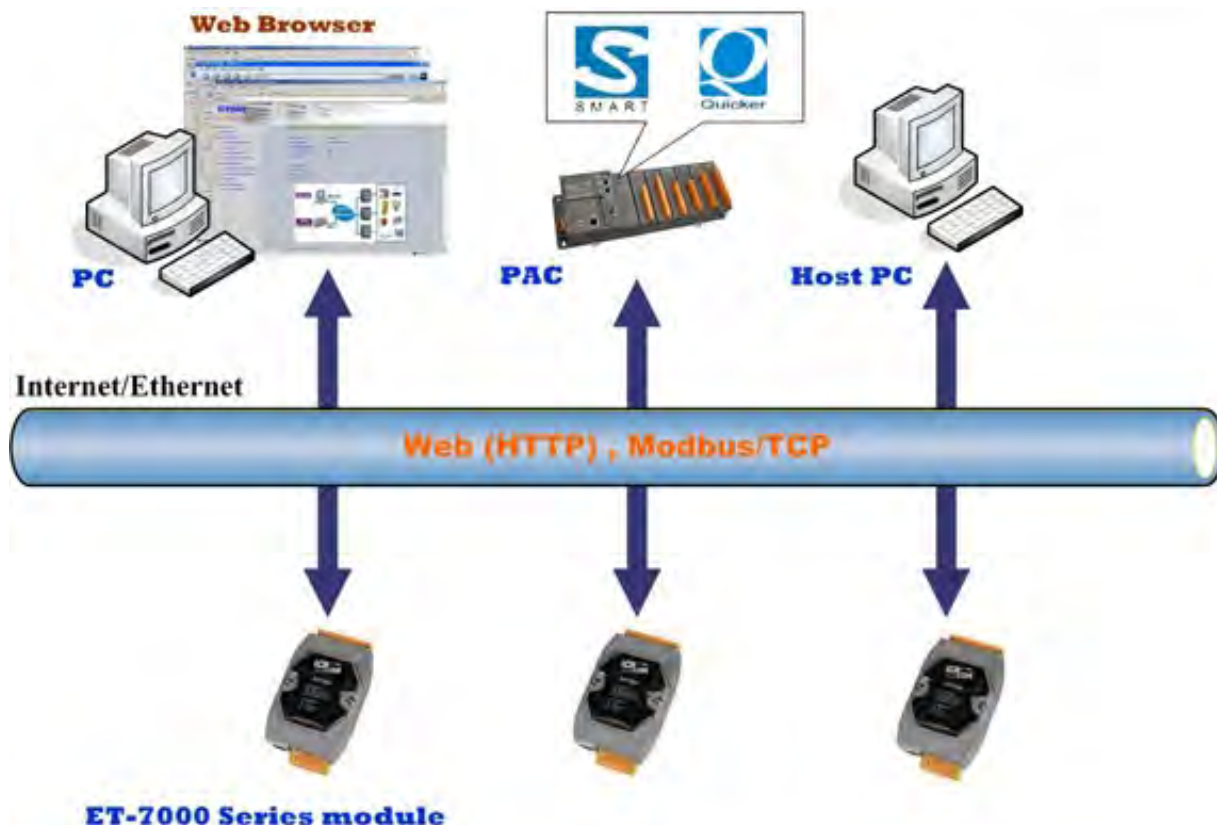 Web Browser
SMART
Quicker
PC
PAC
Host PC
Internet/Ethernet
Web (HTTP) , Modbus/TCP
ET-7000 Series module